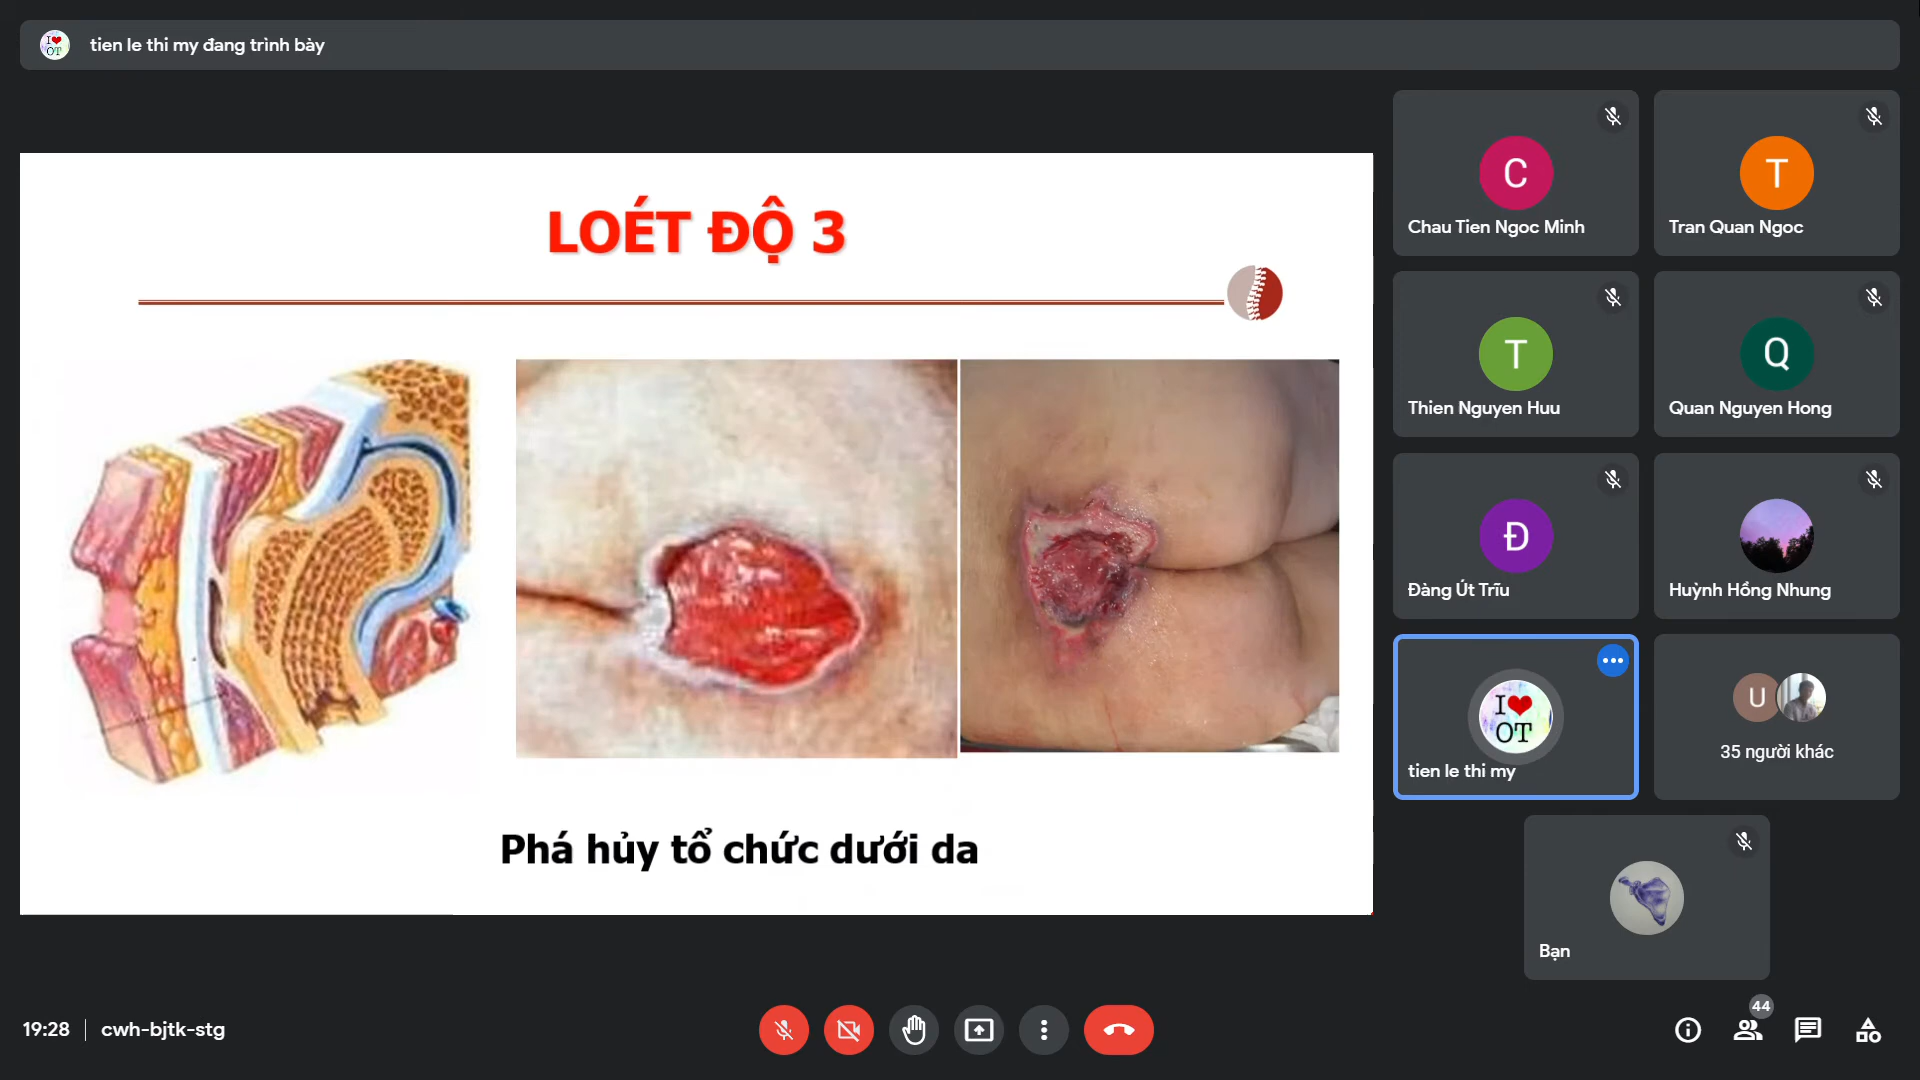 I❤OT
tien le thi my đang trình bày
LOÉT ĐỘ 3
Phá hủy tổ chức dưới da
C
Chau Tien Ngoc Minh
T
Tran Quan Ngoc
T
Thien Nguyen Huu
Q
Quan Nguyen Hong
Đ
Đàng Út Trĩu
Huỳnh Hồng Nhung
I❤
OT
tien le thi my
U
35 người khác
Bạn
19:28 | cwh-bjtk-stg
44